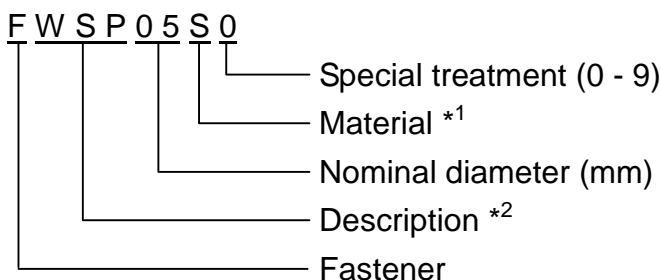 F W S P 0 5 S 0
Special treatment (0 - 9)
Material *1
Nominal diameter (mm)
Description *2
Fastener